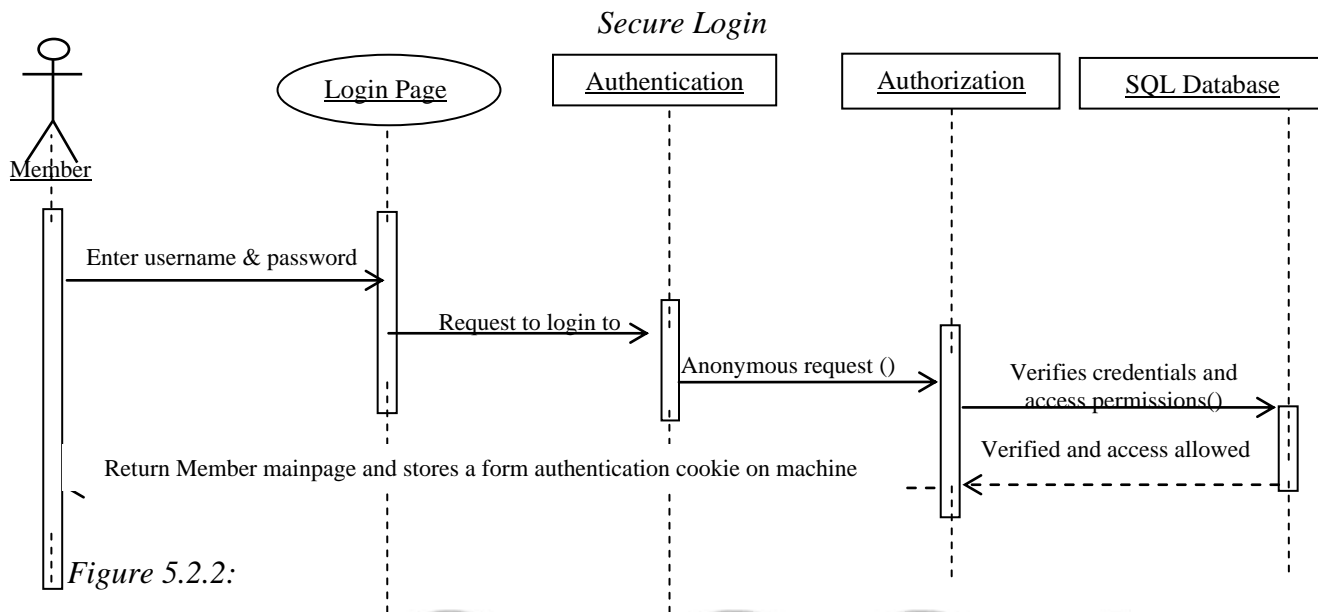 Secure Login
Login Page
Authentication
Authorization
SQL Database
Member
Enter username & password
Request to login to
Anonymous request ()
Verifies credentials and
access permissions()
Verified and access allowed
Return Member mainpage and stores a form authentication cookie on machine
Figure 5.2.2: